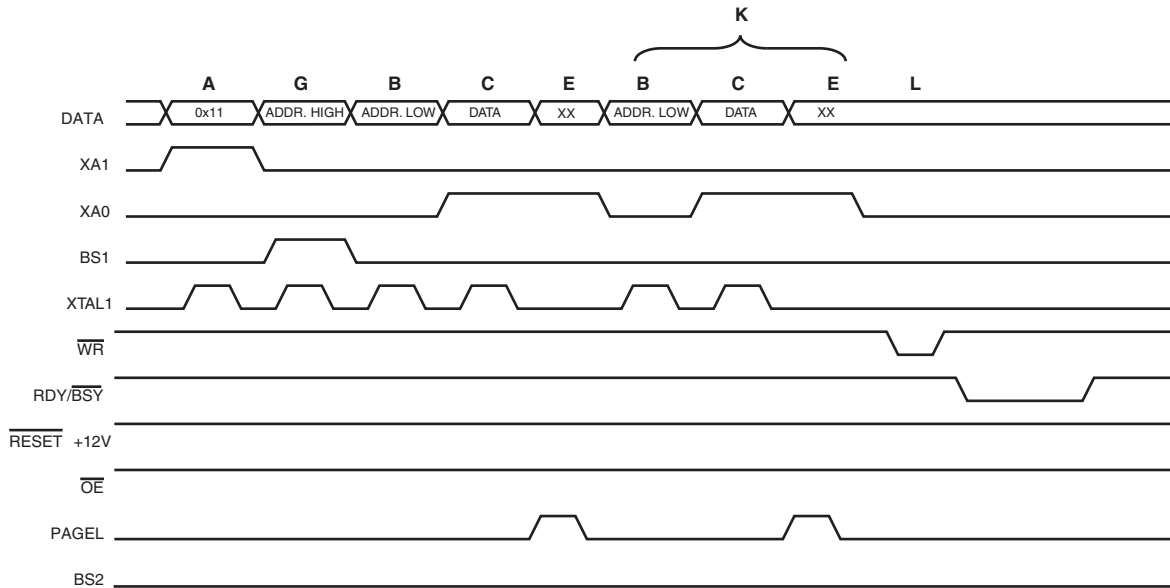 K
A G B C E B C E L
DATA 0x11 ADDR. HIGH ADDR. LOW DATA XX ADDR. LOW DATA XX
XA1
XA0
BS1
XTAL1
WR
RDY/BSY
RESET +12V
OE
PAGEL
BS2